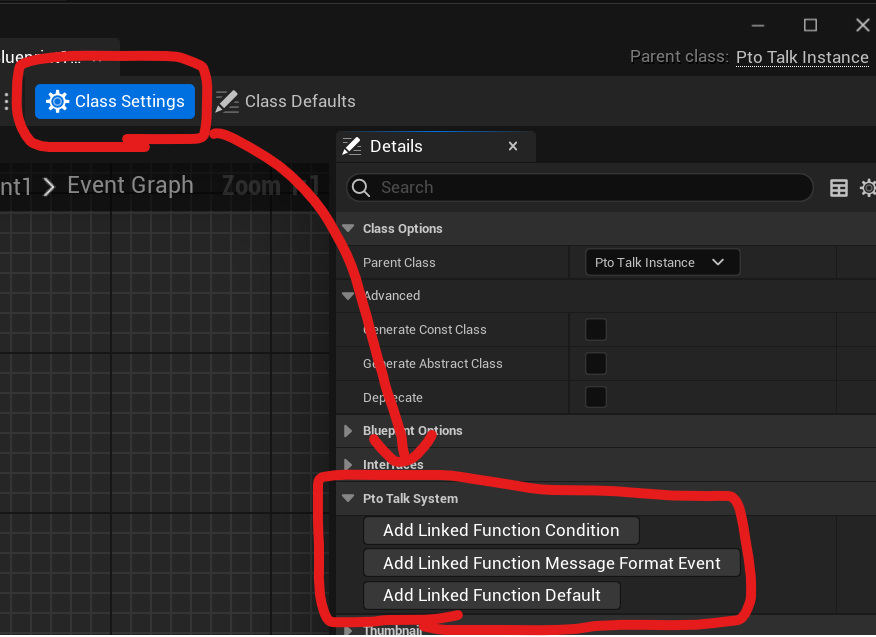 Parent class: Pto Talk Instance
Class Settings
Class Defaults
Details
Event Graph
Zoom 1:1
Search
Class Options
Parent Class
Pto Talk Instance
Advanced
Generate Const Class
Generate Abstract Class
Deprecate
Blueprint Options
Interfaces
Pto Talk System
Add Linked Function Condition
Add Linked Function Message Format Event
Add Linked Function Default
Thumbnail